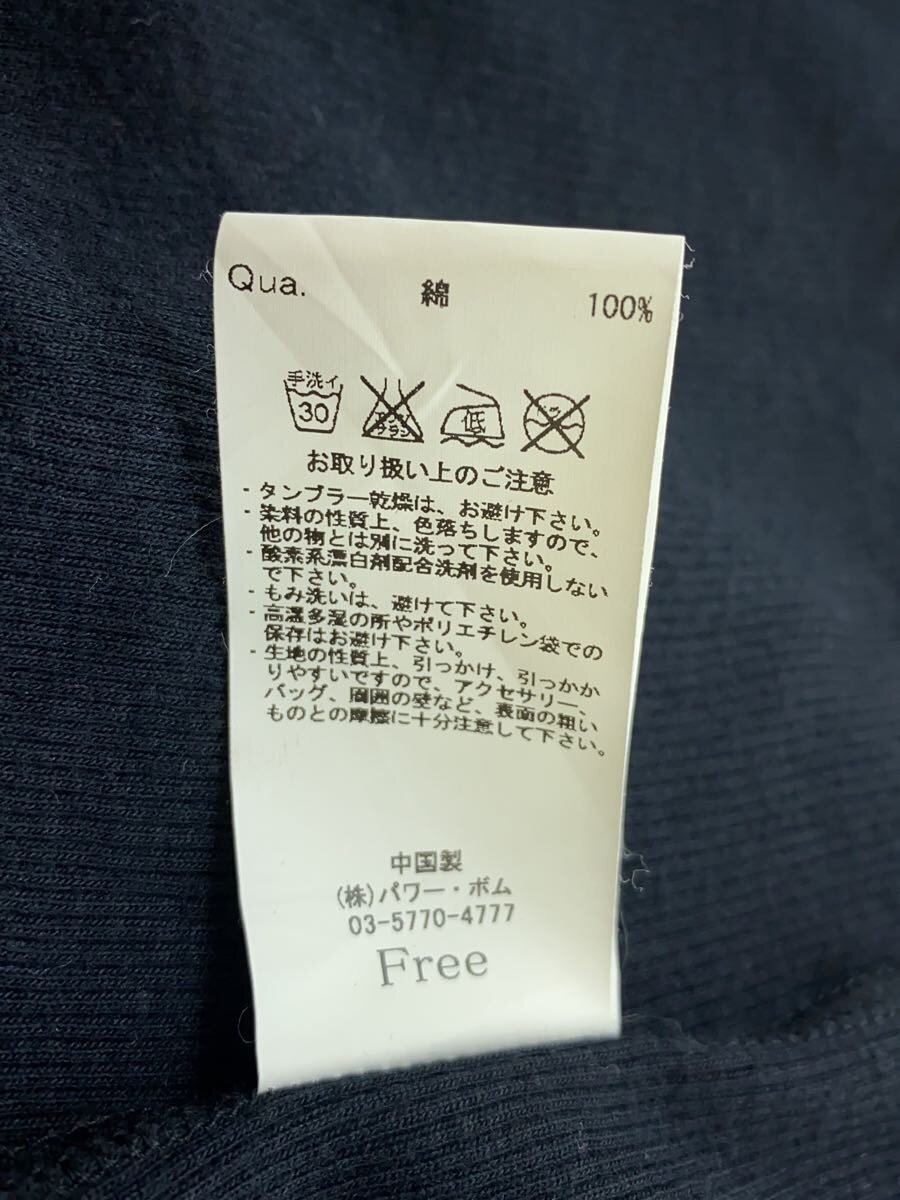 Qua. 綿 100%
手洗イ
30
エンソ
サラシ
低
お取り扱い上のご注意
・タンブラー乾燥は、お避け下さい。
・染料の性質上、色落ちしますので、
他の物とは別に洗って下さい。
・酸素系漂白剤配合洗剤を使用しない
で下さい。
・もみ洗いは、避けて下さい。
・高温多湿の所やポリエチレン袋での
保存はお避け下さい。
・生地の性質上、引っかけ、引っかか
りやすいですので、アクセサリー、
バッグ、周囲の壁など、表面の粗い
ものとの摩擦に十分注意して下さい。
中国製
(株)パワー・ボム
03-5770-4777
Free